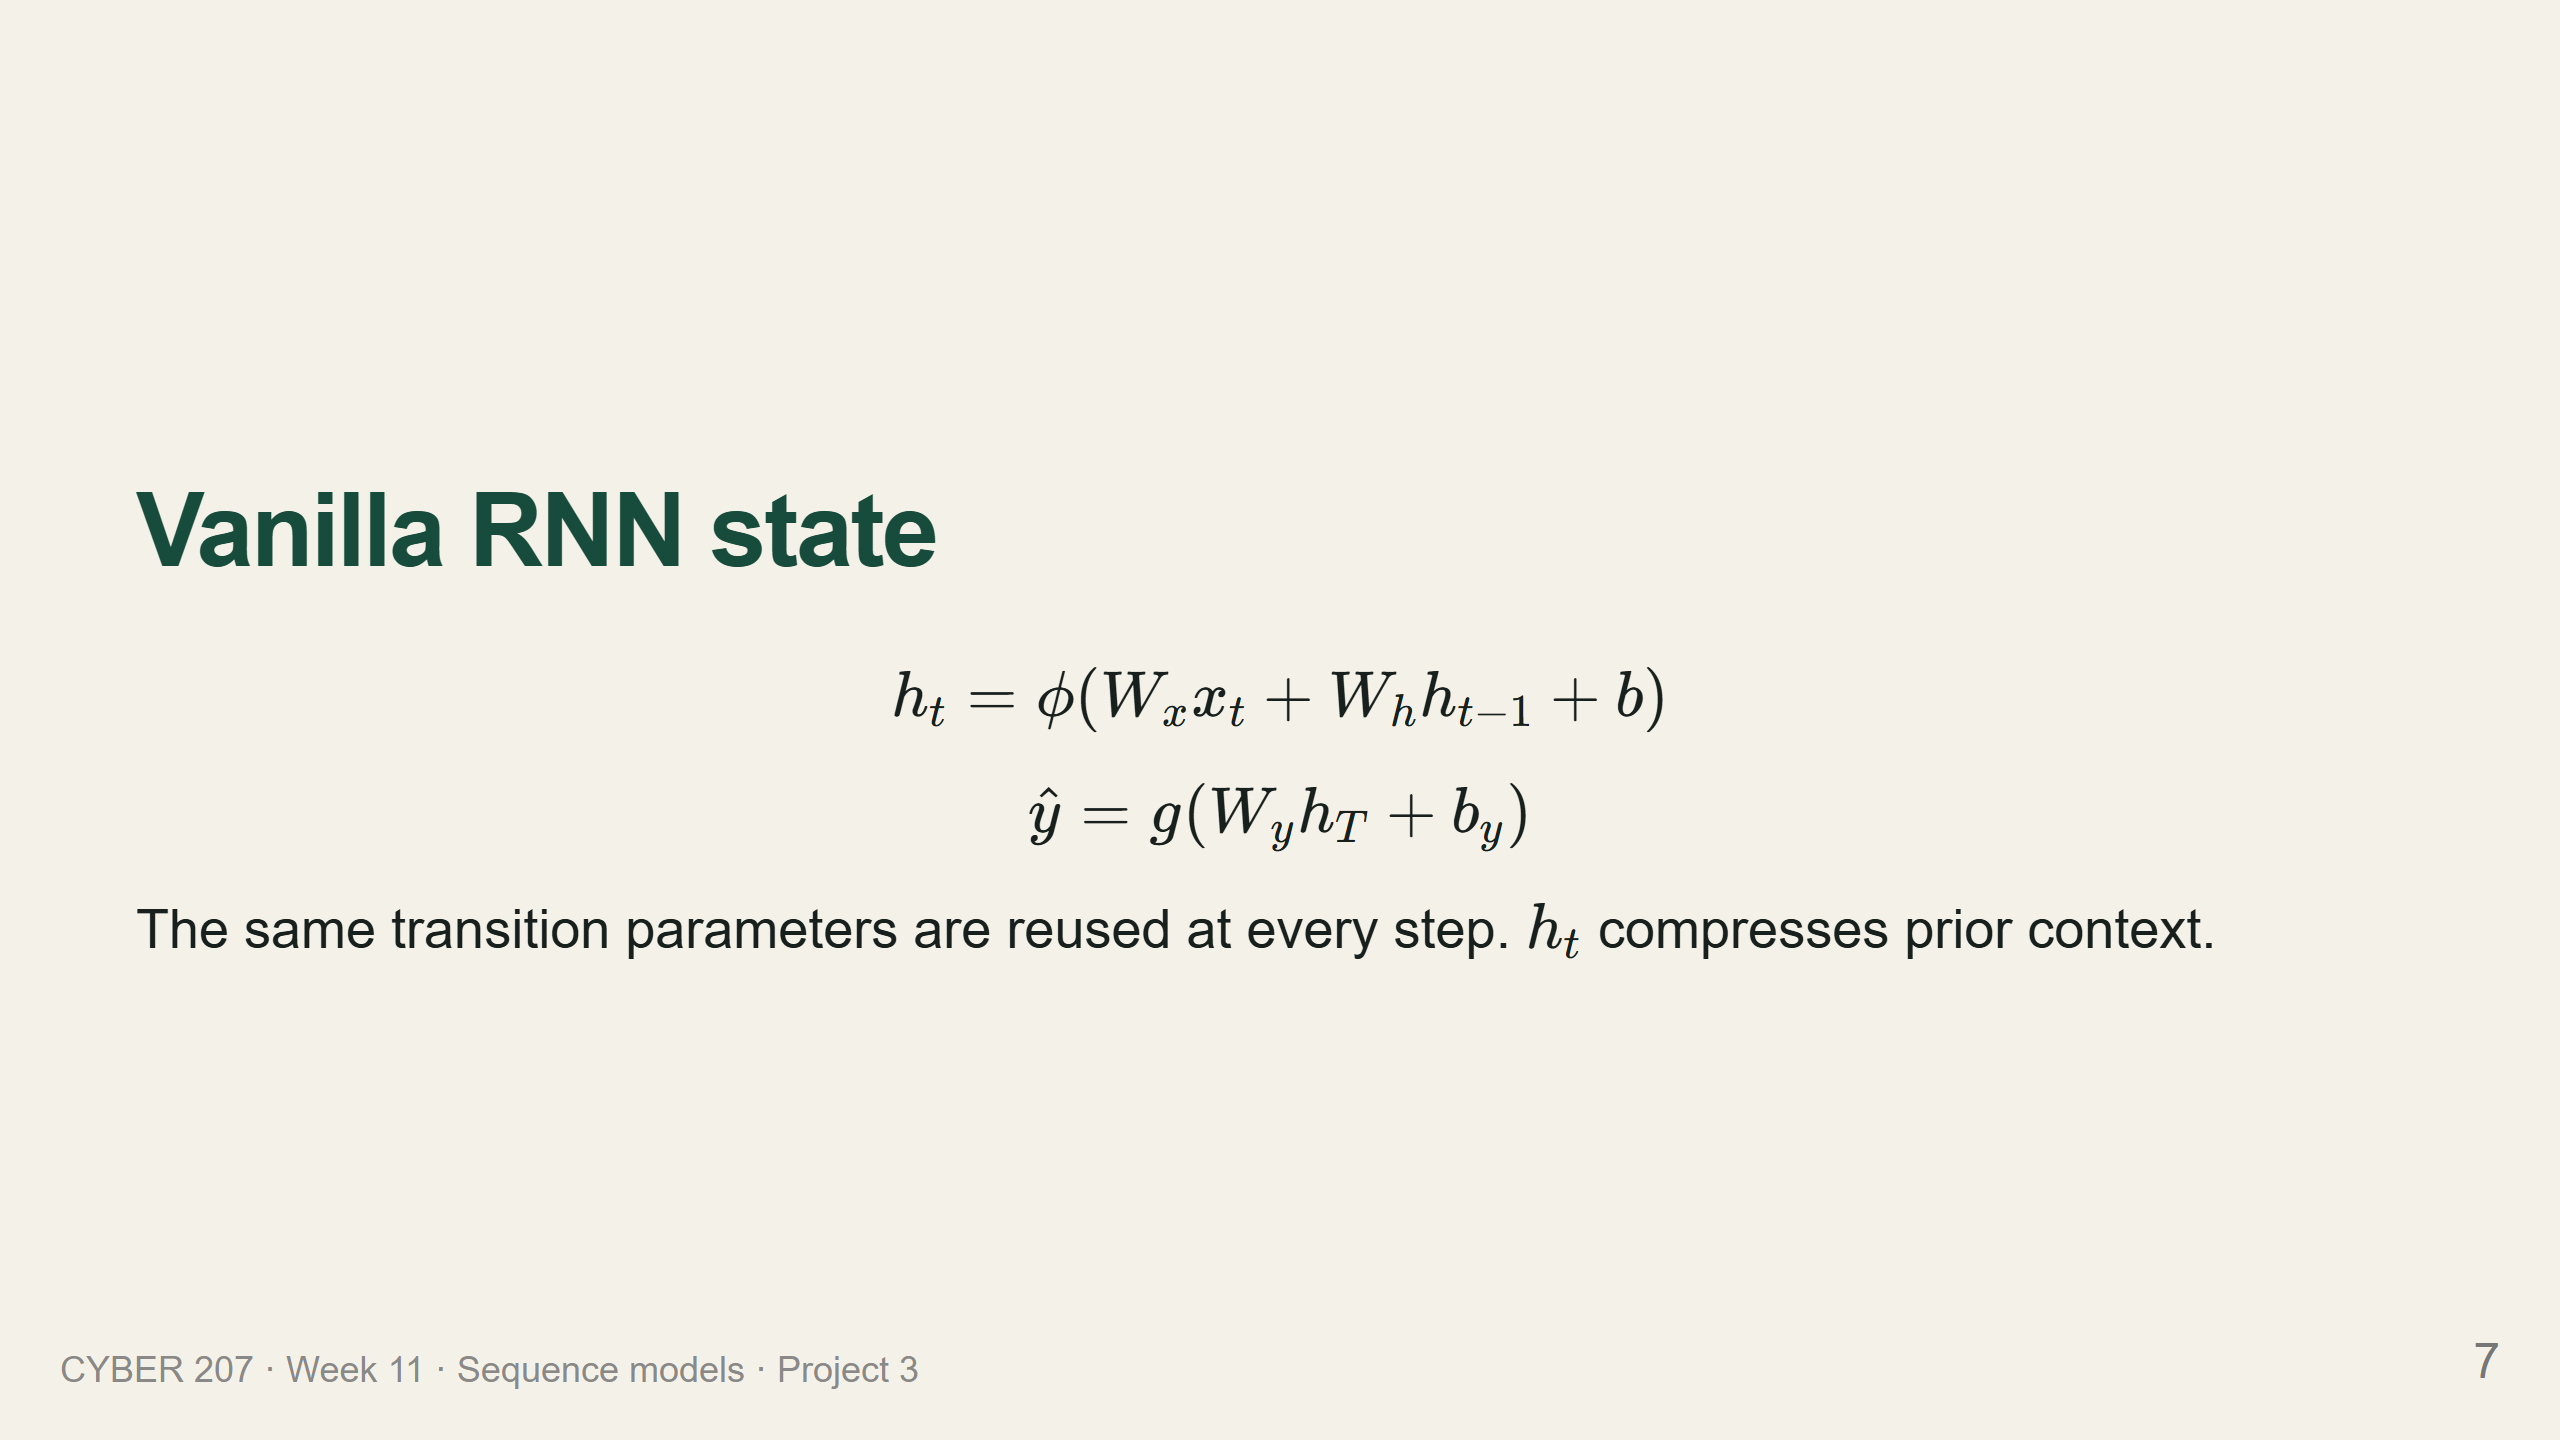 Vanilla RNN state
h_t = ϕ(W_x x_t + W_h h_{t−1} + b)
ŷ = g(W_y h_T + b_y)
The same transition parameters are reused at every step. h_t compresses prior context.
CYBER 207 · Week 11 · Sequence models · Project 3
7